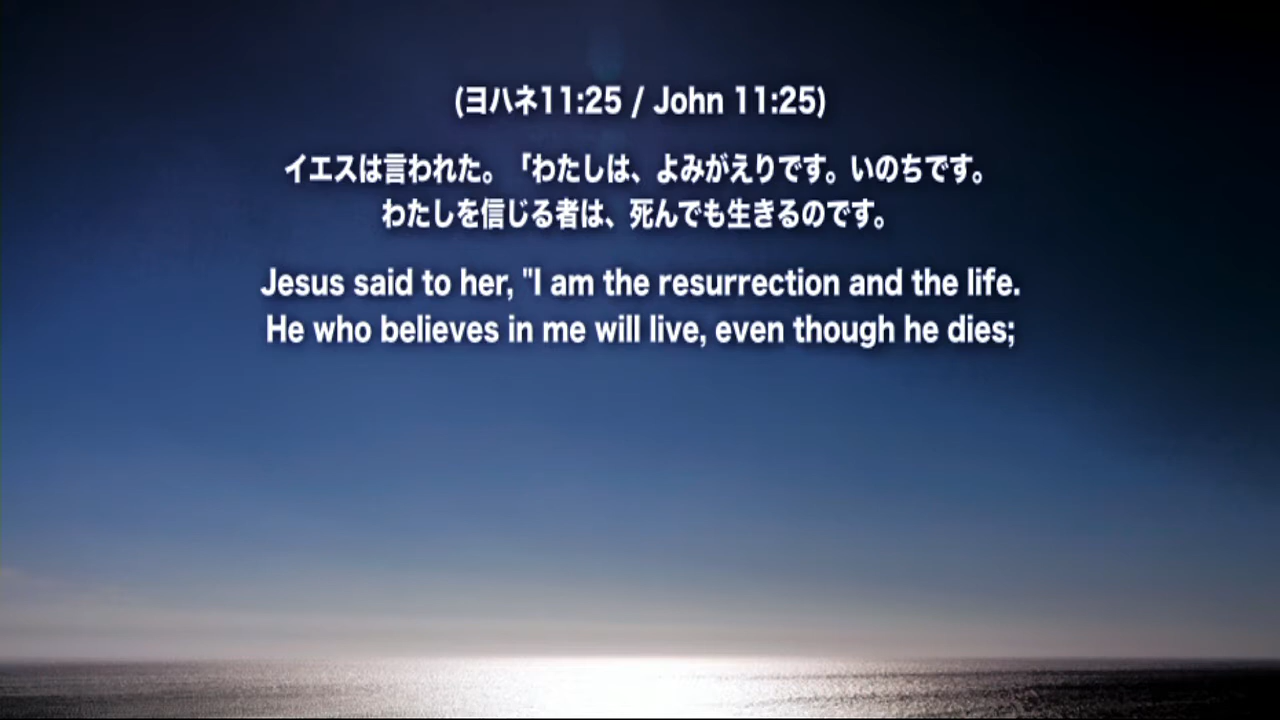 (ヨハネ11:25 / John 11:25)
イエスは言われた。「わたしは、よみがえりです。いのちです。
わたしを信じる者は、死んでも生きるのです。
Jesus said to her, "I am the resurrection and the life.
He who believes in me will live, even though he dies;